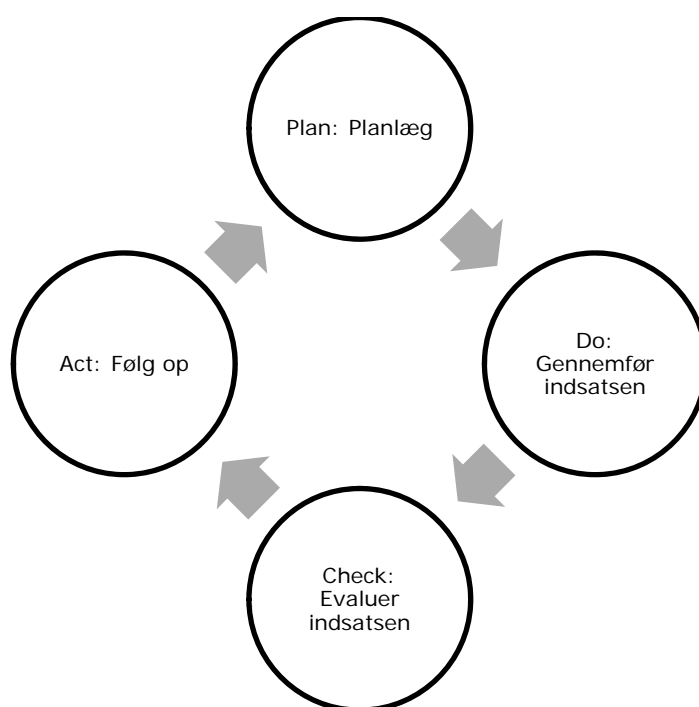 Plan: Planlæg
Do:
Gennemfør
indsatsen
Check:
Evaluer
indsatsen
Act: Følg op